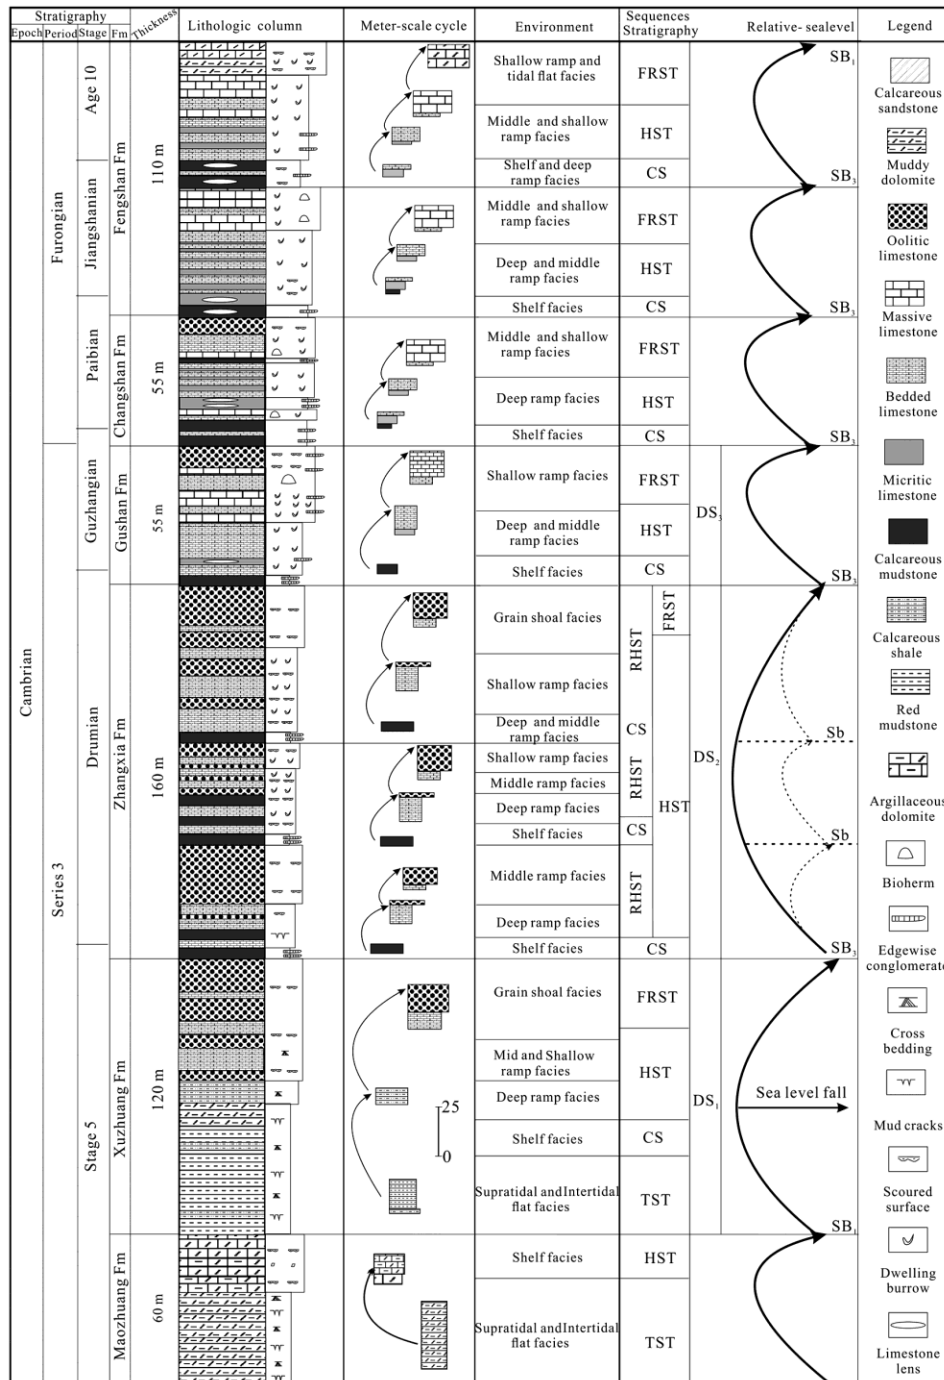 Stratigraphy
Epoch Period Stage Fm
Thickness
Lithologic column
Meter-scale cycle
Environment
Sequences
Stratigraphy
Relative- sealevel
Legend
Cambrian
Furongian
Series 3
Age 10
Jiangshanian
Paibian
Guzhangian
Drumian
Stage 5
Fengshan Fm
Changshan Fm
Gushan Fm
Zhangxia Fm
Xuzhuang Fm
Maozhuang Fm
110 m
55 m
55 m
160 m
120 m
60 m
25
0
Shallow ramp and
tidal flat facies
Middle and shallow
ramp facies
Shelf and deep
ramp facies
Middle and shallow
ramp facies
Deep and middle
ramp facies
Shelf facies
Middle and shallow
ramp facies
Deep ramp facies
Shelf facies
Shallow ramp facies
Deep and middle
ramp facies
Shelf facies
Grain shoal facies
Shallow ramp facies
Deep and middle
ramp facies
Shallow ramp facies
Middle ramp facies
Deep ramp facies
Shelf facies
Middle ramp facies
Deep ramp facies
Shelf facies
Grain shoal facies
Mid and Shallow
ramp facies
Deep ramp facies
Shelf facies
Supratidal and Intertidal
flat facies
Shelf facies
Supratidal and Intertidal
flat facies
FRST
HST
CS
FRST
HST
CS
FRST
HST
CS
FRST
HST
CS
RHST
FRST
CS
RHST
HST
CS
RHST
CS
FRST
HST
CS
TST
HST
TST
DS3
DS2
DS1
SB1
SB3
SB3
SB3
SB3
Sb
Sb
SB3
Sea level fall
SB1
Calcareous
sandstone
Muddy
dolomite
Oolitic
limestone
Massive
limestone
Bedded
limestone
Micritic
limestone
Calcareous
mudstone
Calcareous
shale
Red
mudstone
Argillaceous
dolomite
Bioherm
Edgewise
conglomerate
Cross
bedding
Mud cracks
Scoured
surface
Dwelling
burrow
Limestone
lens